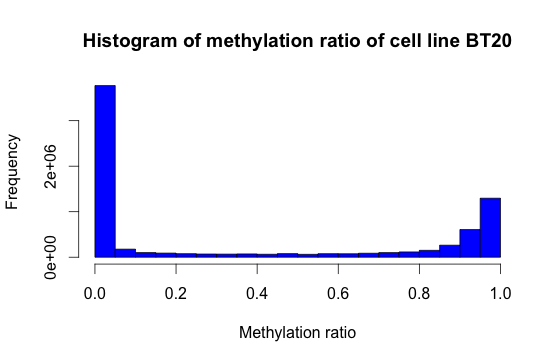 Histogram of methylation ratio of cell line BT20
Frequency
2e+06
0e+00
0.0 0.2 0.4 0.6 0.8 1.0
Methylation ratio